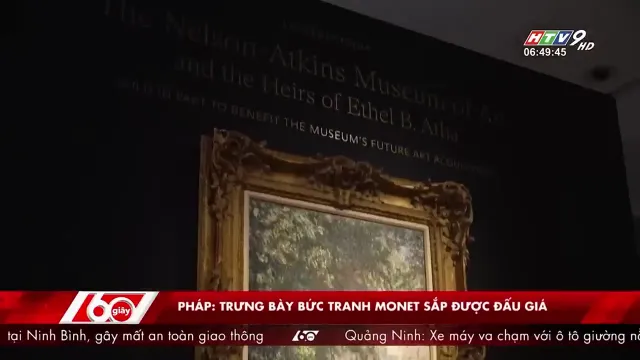 HTV9 HD
06:49:45
The Nelson-Atkins Museum of Ar
and the Heirs of Ethel B. Atha
SOLD IN PART TO BENEFIT THE MUSEUM'S FUTURE ART ACQUISITIONS
60 giây
PHÁP: TRƯNG BÀY BỨC TRANH MONET SẮP ĐƯỢC ĐẤU GIÁ
tại Ninh Bình, gây mất an toàn giao thông 60 Quảng Ninh: Xe máy va chạm với ô tô giường n